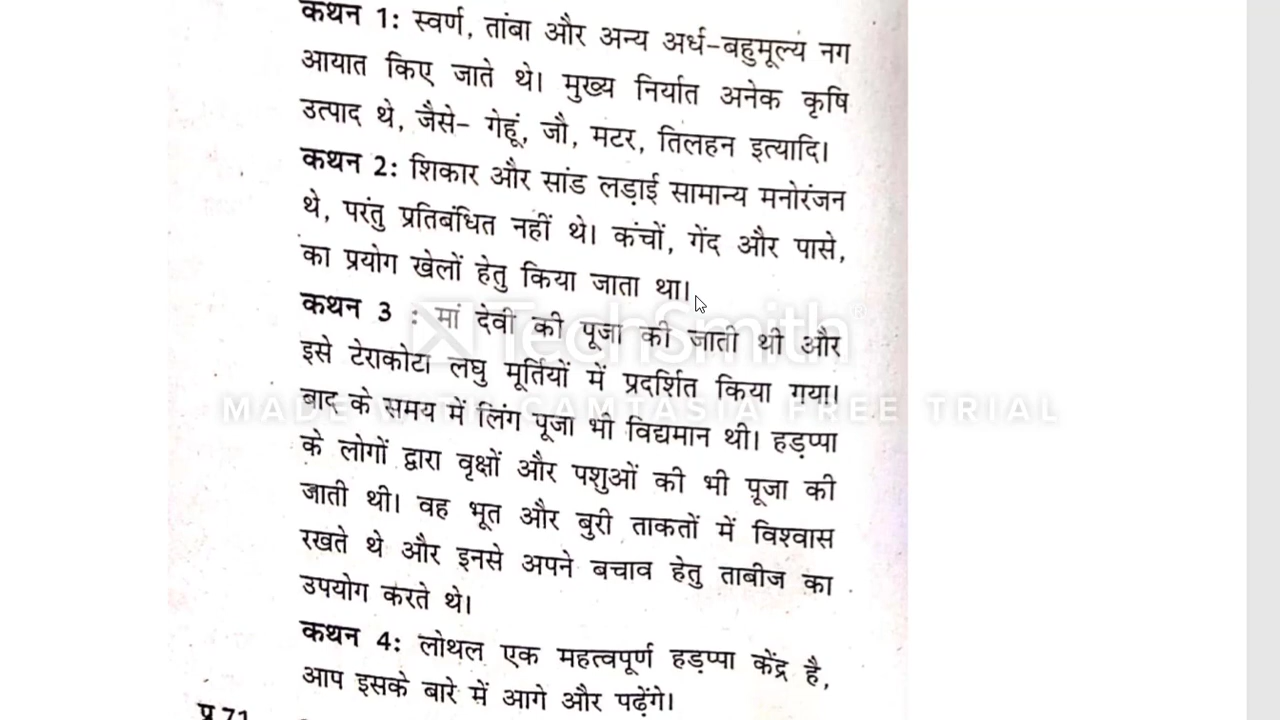 कथन 1: स्वर्ण, तांबा और अन्य अर्ध-बहुमूल्य नग
आयात किए जाते थे। मुख्य निर्यात अनेक कृषि
उत्पाद थे, जैसे- गेहूं, जौ, मटर, तिलहन इत्यादि।
कथन 2: शिकार और सांड लड़ाई सामान्य मनोरंजन
थे, परंतु प्रतिबंधित नहीं थे। कंचों, गेंद और पासे,
का प्रयोग खेलों हेतु किया जाता था।
कथन 3 : मां देवी की पूजा की जाती थी और
इसे टेराकोटा लघु मूर्तियों में प्रदर्शित किया गया।
बाद के समय में लिंग पूजा भी विद्यमान थी। हड़प्पा
के लोगों द्वारा वृक्षों और पशुओं की भी पूजा की
जाती थी। वह भूत और बुरी ताकतों में विश्वास
रखते थे और इनसे अपने बचाव हेतु ताबीज का
उपयोग करते थे।
कथन 4: लोथल एक महत्वपूर्ण हड़प्पा केंद्र है,
आप इसके बारे में आगे और पढ़ेंगे।
प्र 71
TechSmith
MADE WITH CAMTASIA FREE TRIAL